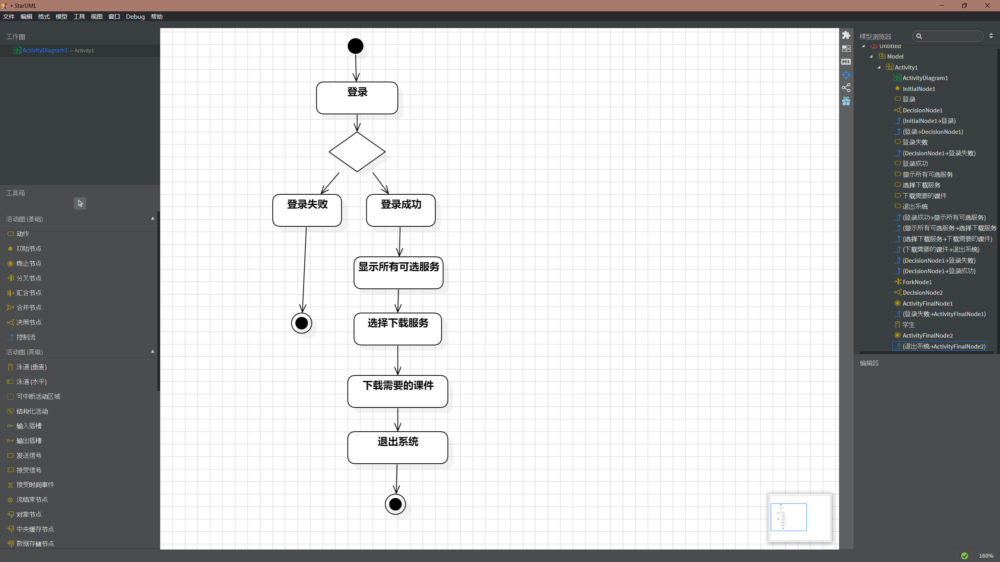 • StarUML
文件 编辑 格式 模型 工具 视图 窗口 Debug 帮助
工作图
ActivityDiagram1 — Activity1
工具箱
活动图 (基础)
动作
初始节点
终止节点
分叉节点
汇合节点
合并节点
决策节点
控制流
活动图 (高级)
泳道 (垂直)
泳道 (水平)
可中断活动区域
结构化活动
输入插槽
输出插槽
发送信号
接受信号
接受时间事件
流结束节点
对象节点
中央缓存节点
数据存储节点
登录
登录失败
登录成功
显示所有可选服务
选择下载服务
下载需要的课件
退出系统
模型浏览器
Untitled
Model
Activity1
ActivityDiagram1
InitialNode1
登录
DecisionNode1
(InitialNode1→登录)
(登录→DecisionNode1)
登录失败
(DecisionNode1→登录失败)
登录成功
显示所有可选服务
选择下载服务
下载需要的课件
退出系统
(登录成功→显示所有可选服务)
(显示所有可选服务→选择下载服务
(选择下载服务→下载需要的课件)
(下载需要的课件→退出系统)
(DecisionNode1→登录失败)
(DecisionNode1→登录成功)
ForkNode1
DecisionNode2
ActivityFinalNode1
(登录失败→ActivityFinalNode1)
学生
ActivityFinalNode2
(退出系统→ActivityFinalNode2)
编辑器
160%